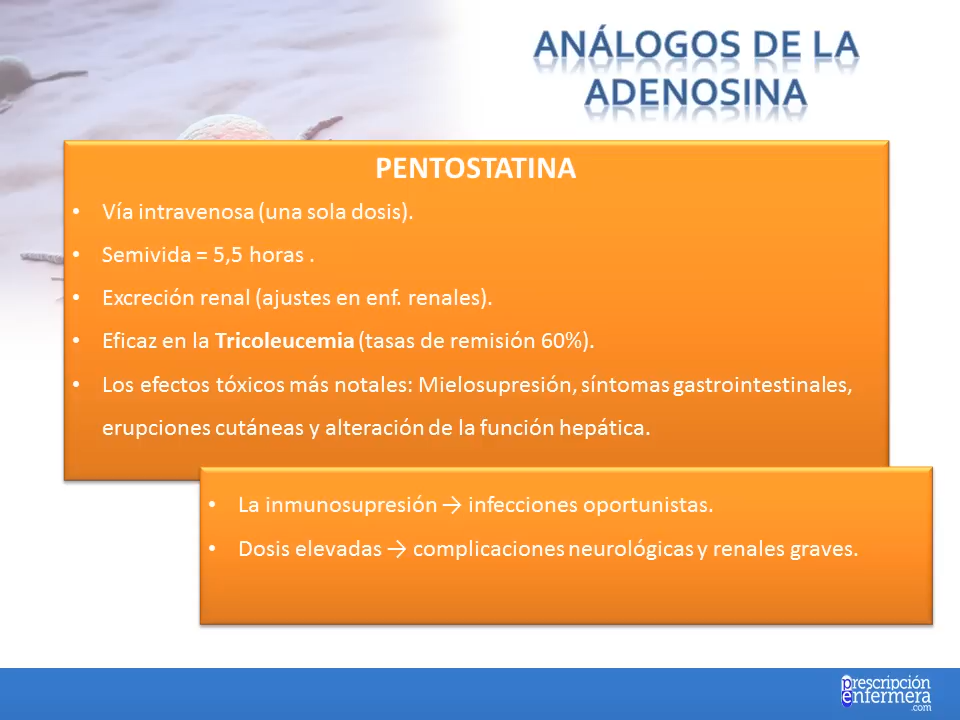 ANÁLOGOS DE LA
ADENOSINA
PENTOSTATINA
• Vía intravenosa (una sola dosis).
• Semivida = 5,5 horas .
• Excreción renal (ajustes en enf. renales).
• Eficaz en la Tricoleucemia (tasas de remisión 60%).
• Los efectos tóxicos más notales: Mielosupresión, síntomas gastrointestinales,
erupciones cutáneas y alteración de la función hepática.
• La inmunosupresión → infecciones oportunistas.
• Dosis elevadas → complicaciones neurológicas y renales graves.
prescripción
enfermera
.com